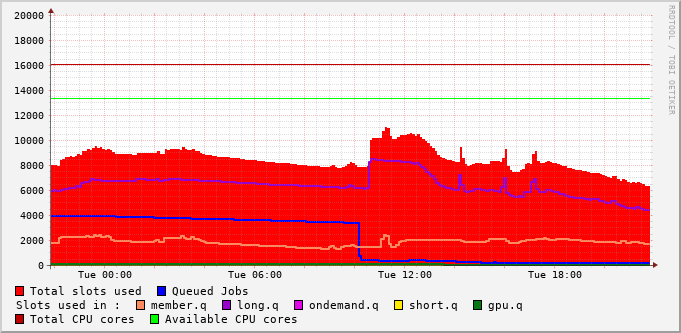 20000
18000
16000
14000
12000
10000
8000
6000
4000
2000
0
Tue 00:00 Tue 06:00 Tue 12:00 Tue 18:00
RRDTOOL / TOBI OETIKER
Total slots used Queued Jobs
Slots used in : member.q long.q ondemand.q short.q gpu.q
Total CPU cores Available CPU cores